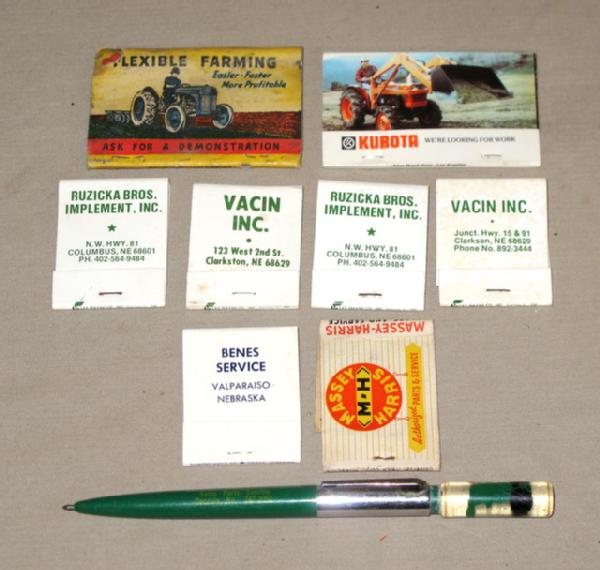 FLEXIBLE FARMING
Easier-Faster
More Profitable
ASK FOR A DEMONSTRATION
KUBOTA WE'RE LOOKING FOR WORK
RUZICKA BROS.
IMPLEMENT, INC.
N.W. HWY. 81
COLUMBUS, NE 68601
PH. 402-564-9484
VACIN
INC.
123 West 2nd St.
Clarkston, NE 68629
RUZICKA BROS.
IMPLEMENT, INC.
N.W. HWY. 81
COLUMBUS, NE 68601
PH. 402-564-9484
VACIN INC.
Junct. Hwy. 15 & 91
Clarkson, NE 68629
Phone No. 892-3444
BENES
SERVICE
VALPARAISO
NEBRASKA
MASSEY-HARRIS
MASSEY
M-H
HARRIS
Authorized PARTS & SERVICE